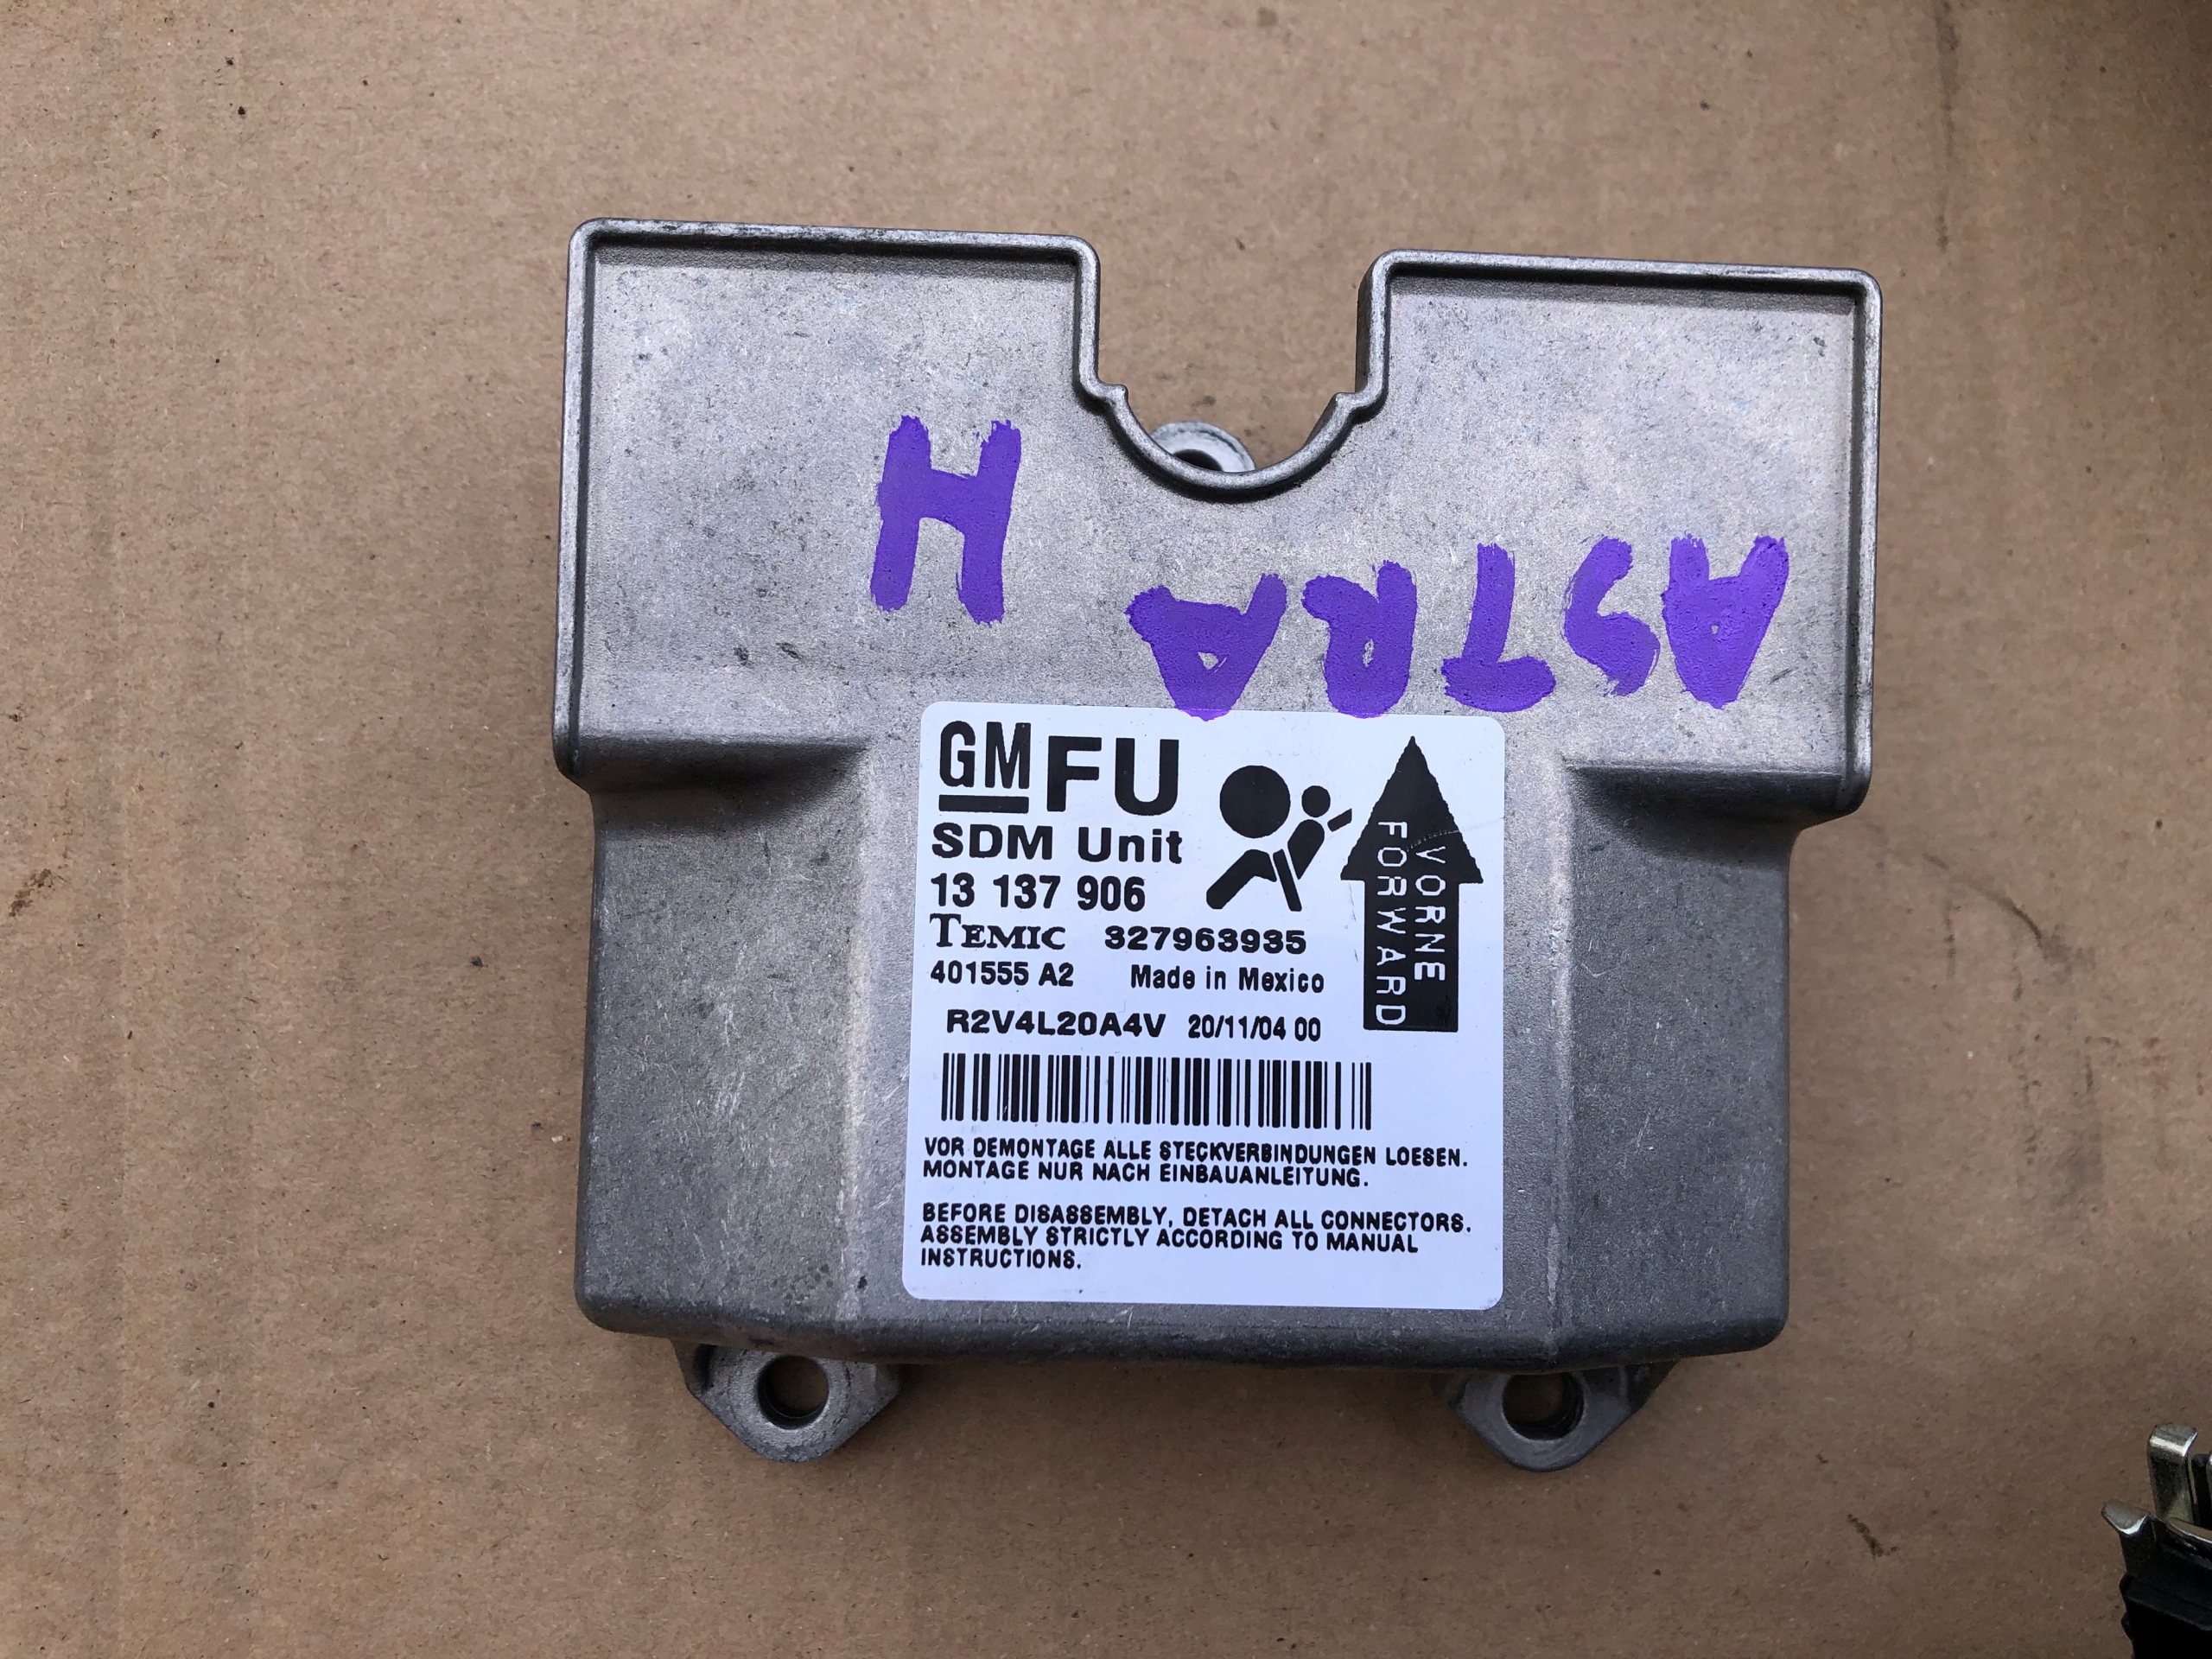 ASTRA H
GM FU
SDM Unit
13 137 906
TEMIC 327963935
401555 A2 Made in Mexico
R2V4L20A4V 20/11/04 00
VORNE
FORWARD
VOR DEMONTAGE ALLE STECKVERBINDUNGEN LOESEN.
MONTAGE NUR NACH EINBAUANLEITUNG.
BEFORE DISASSEMBLY, DETACH ALL CONNECTORS.
ASSEMBLY STRICTLY ACCORDING TO MANUAL
INSTRUCTIONS.